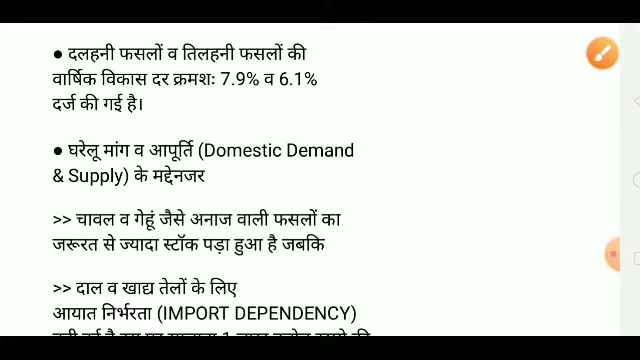 ● दलहनी फसलों व तिलहनी फसलों की
वार्षिक विकास दर क्रमशः 7.9% व 6.1%
दर्ज की गई है।
● घरेलू मांग व आपूर्ति (Domestic Demand
& Supply) के मद्देनजर
>> चावल व गेहूं जैसे अनाज वाली फसलों का
जरूरत से ज्यादा स्टॉक पड़ा हुआ है जबकि
>> दाल व खाद्य तेलों के लिए
आयात निर्भरता (IMPORT DEPENDENCY)